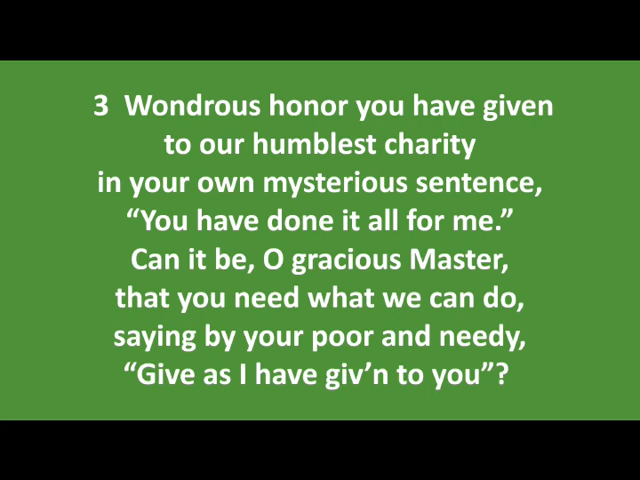 3 Wondrous honor you have given
to our humblest charity
in your own mysterious sentence,
“You have done it all for me.”
Can it be, O gracious Master,
that you need what we can do,
saying by your poor and needy,
“Give as I have giv’n to you”?